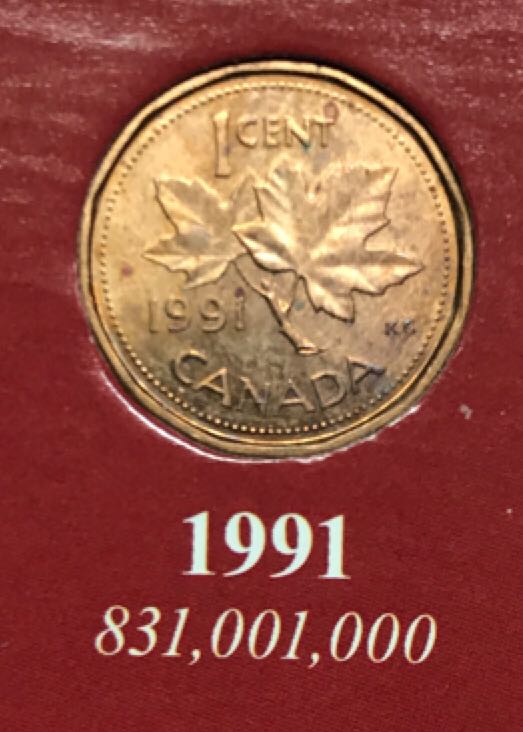 1 CENT
1991
KG
CANADA
1991
831,001,000